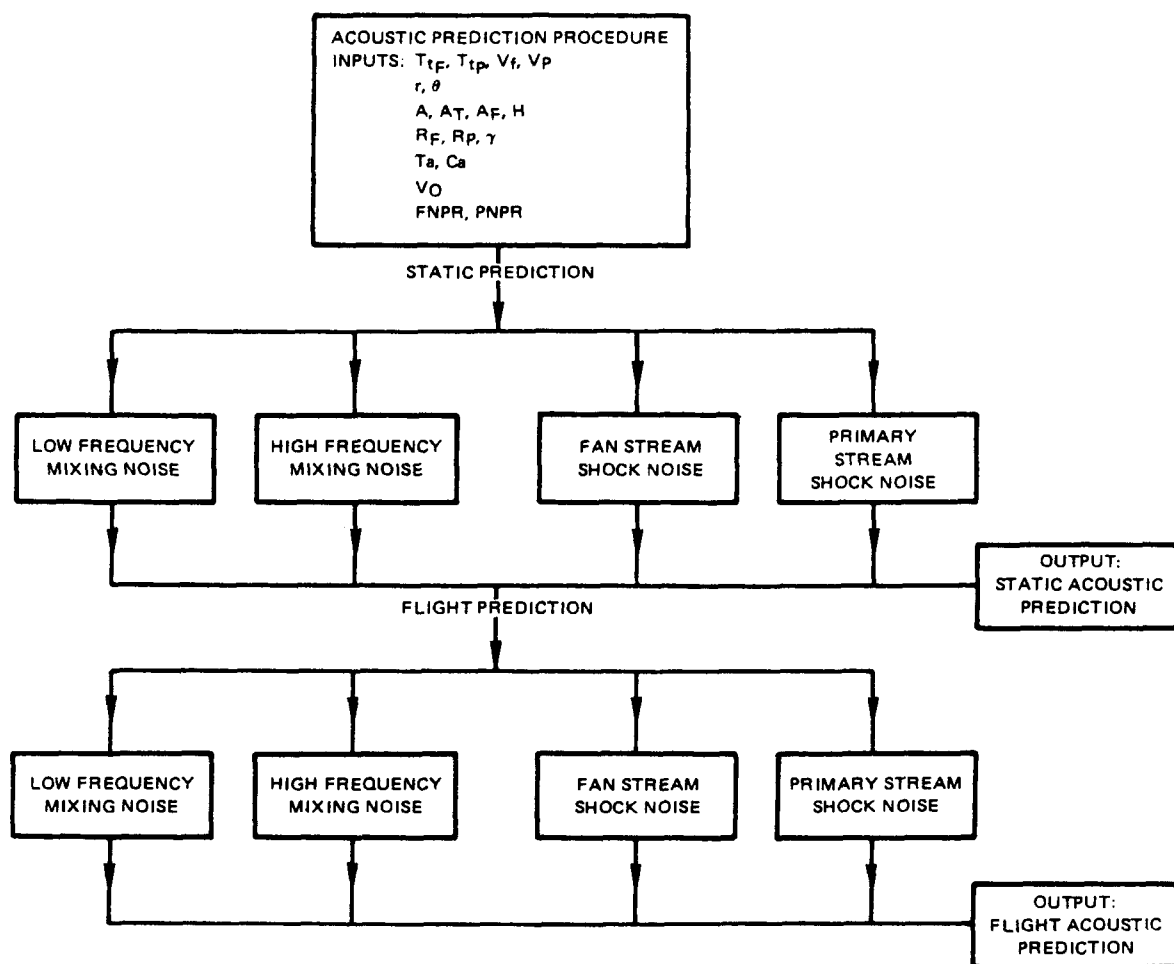 ACOUSTIC PREDICTION PROCEDURE
INPUTS: TtF, TtP, Vf, VP
r, θ
A, AT, AF, H
RF, RP, γ
Ta, Ca
VO
FNPR, PNPR
STATIC PREDICTION
LOW FREQUENCY
MIXING NOISE
HIGH FREQUENCY
MIXING NOISE
FAN STREAM
SHOCK NOISE
PRIMARY
STREAM
SHOCK NOISE
OUTPUT:
STATIC ACOUSTIC
PREDICTION
FLIGHT PREDICTION
LOW FREQUENCY
MIXING NOISE
HIGH FREQUENCY
MIXING NOISE
FAN STREAM
SHOCK NOISE
PRIMARY STREAM
SHOCK NOISE
OUTPUT:
FLIGHT ACOUSTIC
PREDICTION